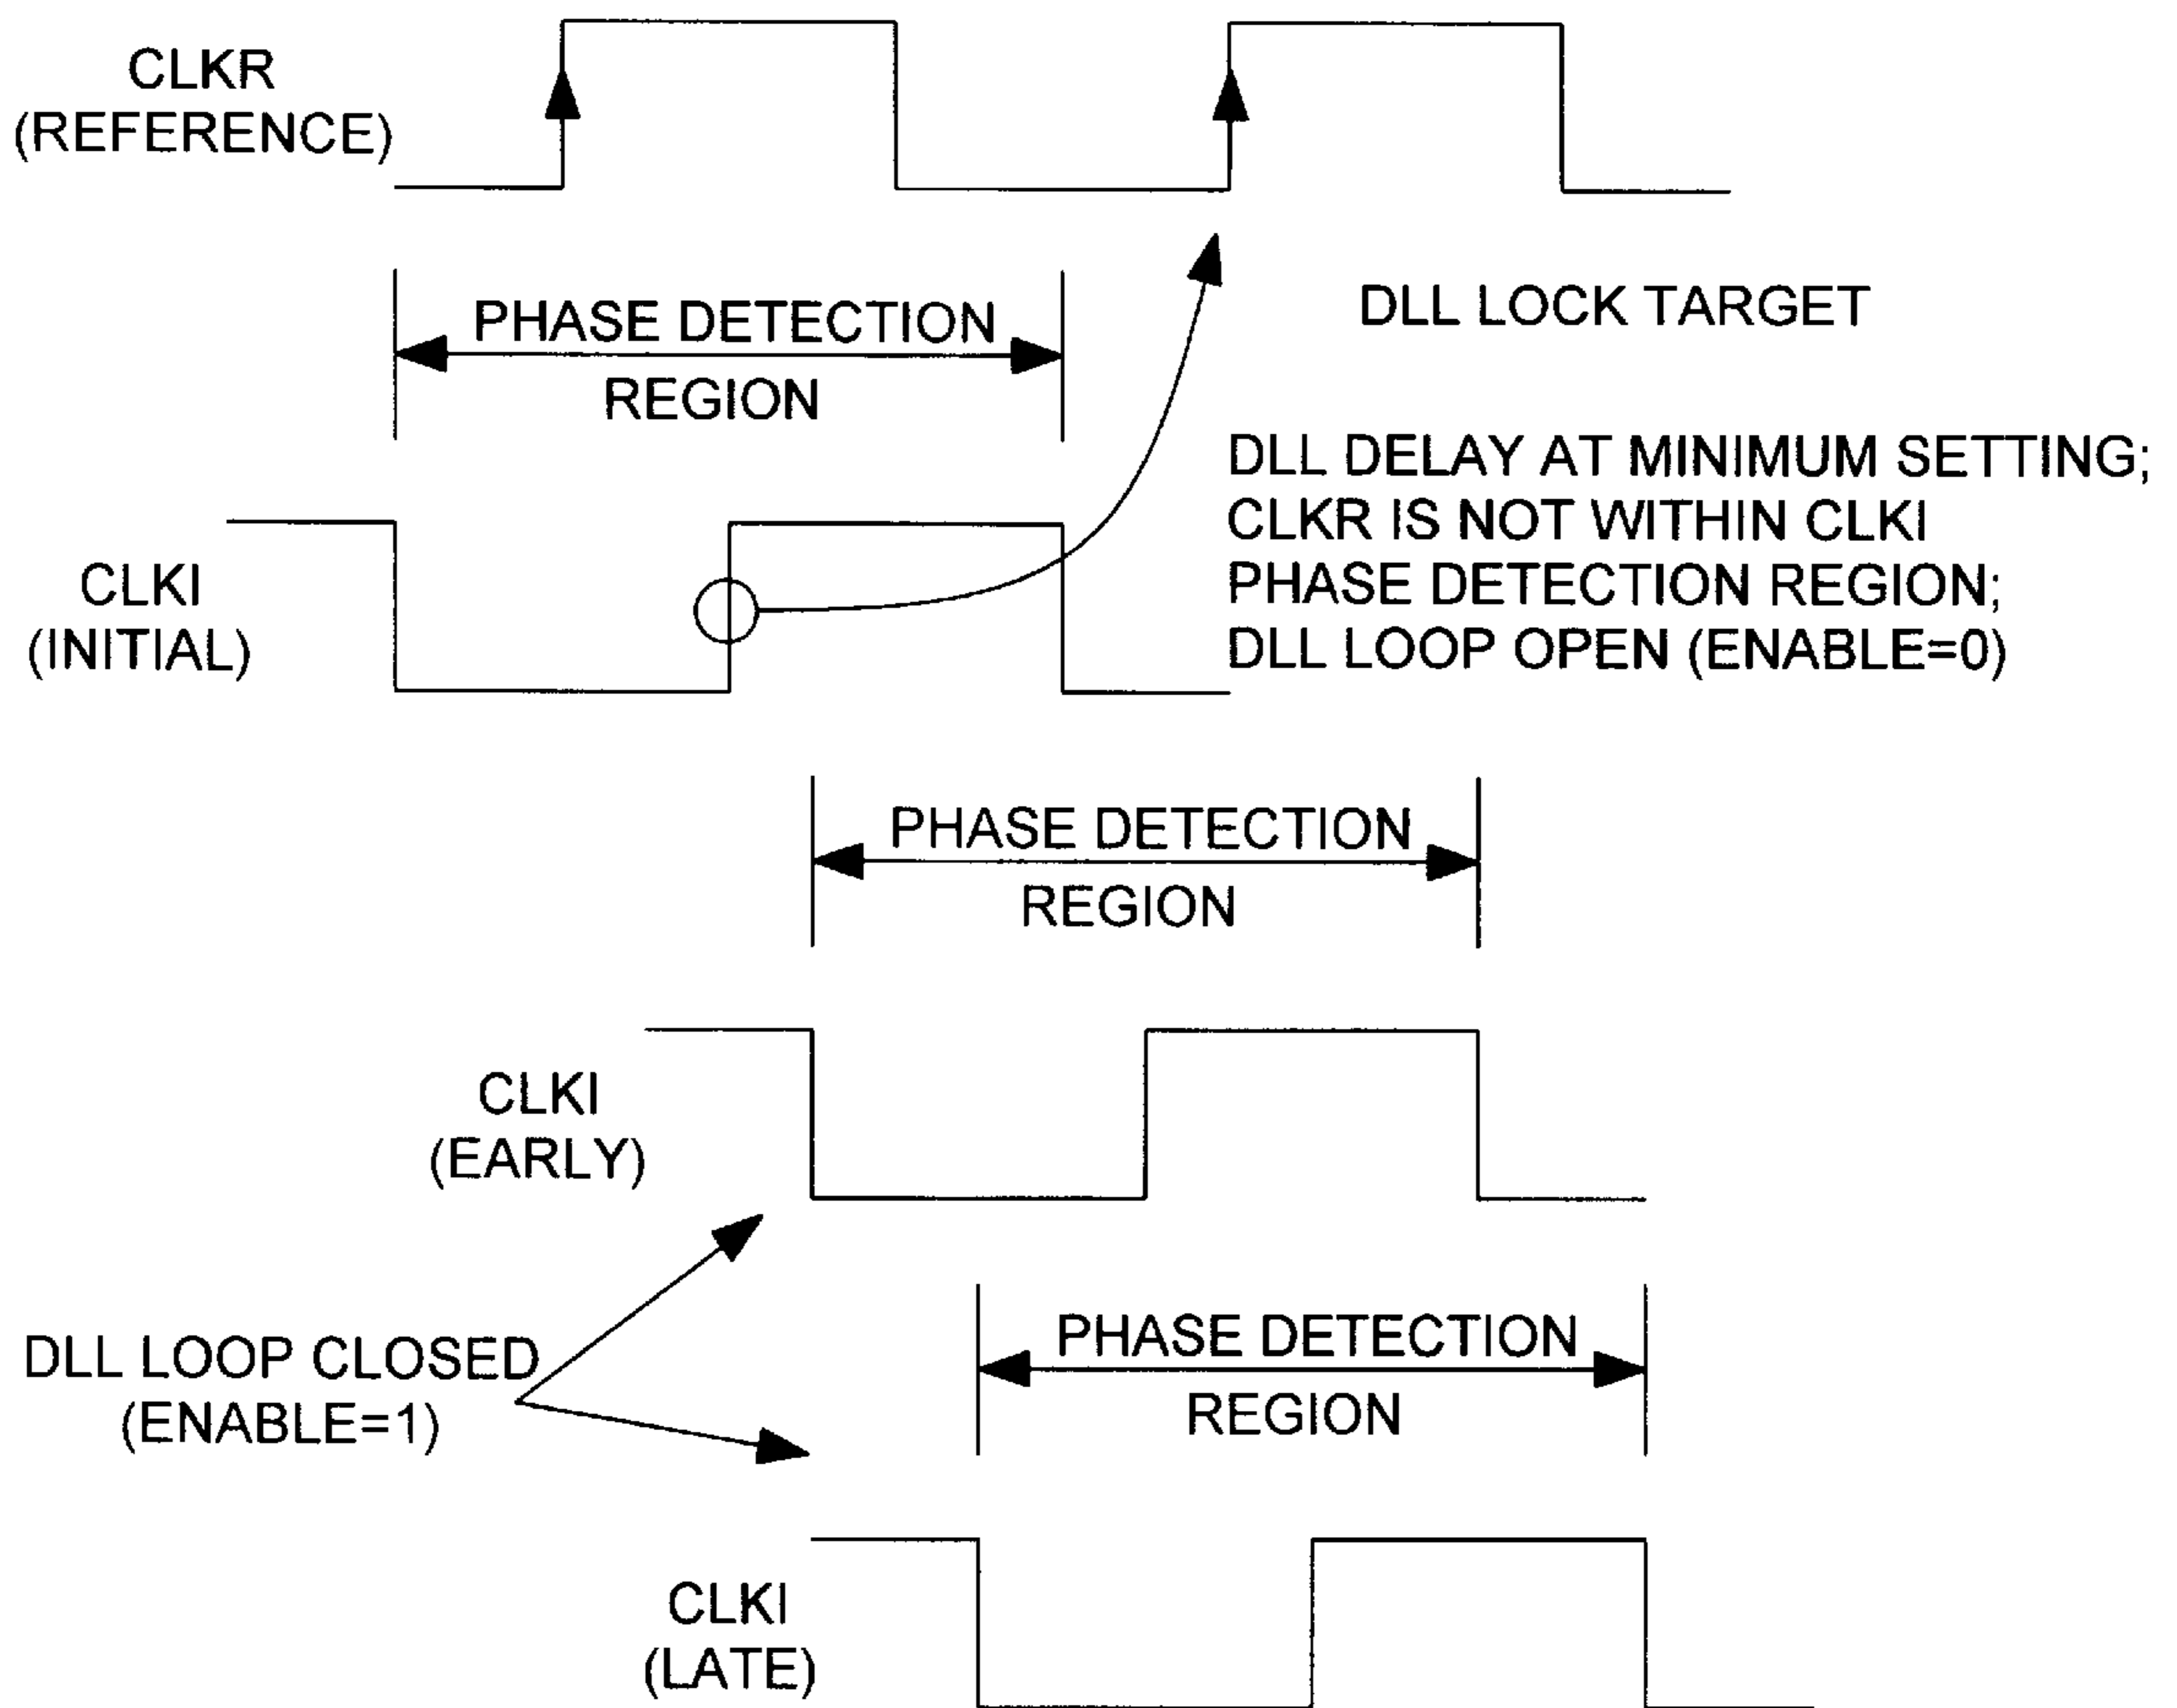 CLKR
(REFERENCE)
PHASE DETECTION
REGION
DLL LOCK TARGET
DLL DELAY AT MINIMUM SETTING;
CLKR IS NOT WITHIN CLKI
PHASE DETECTION REGION;
DLL LOOP OPEN (ENABLE=0)
CLKI
(INITIAL)
PHASE DETECTION
REGION
CLKI
(EARLY)
DLL LOOP CLOSED
(ENABLE=1)
PHASE DETECTION
REGION
CLKI
(LATE)